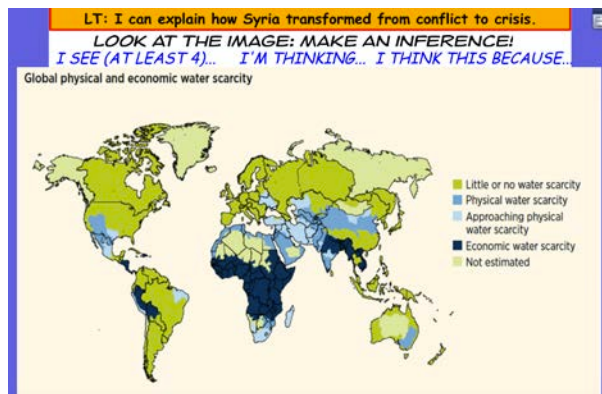 LT: I can explain how Syria transformed from conflict to crisis.
LOOK AT THE IMAGE: MAKE AN INFERENCE!
I SEE (AT LEAST 4)... I'M THINKING... I THINK THIS BECAUSE...
Global physical and economic water scarcity
Little or no water scarcity
Physical water scarcity
Approaching physical
water scarcity
Economic water scarcity
Not estimated